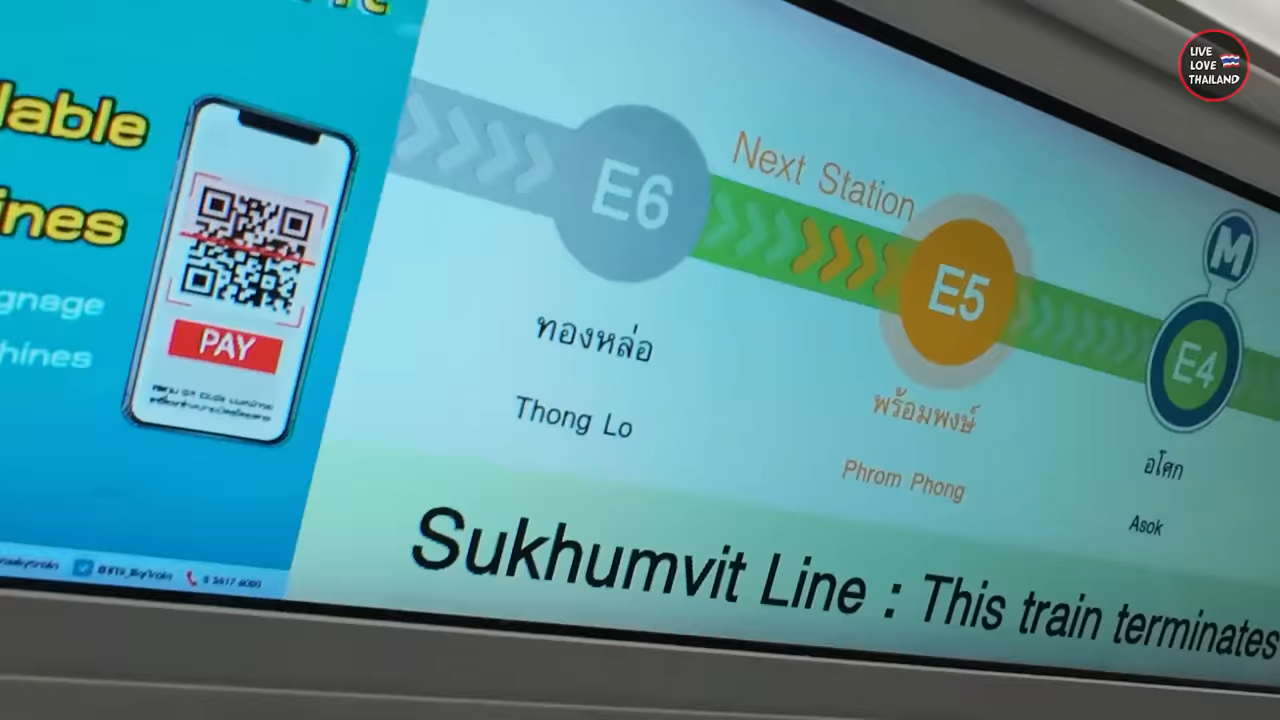 LIVE
LOVE
THAILAND
lable
ines
gnage
hines
PAY
Next Station
E6
E5
M
E4
ทองหล่อ
Thong Lo
พร้อมพงษ์
Phrom Phong
อโศก
Asok
Sukhumvit Line : This train terminates